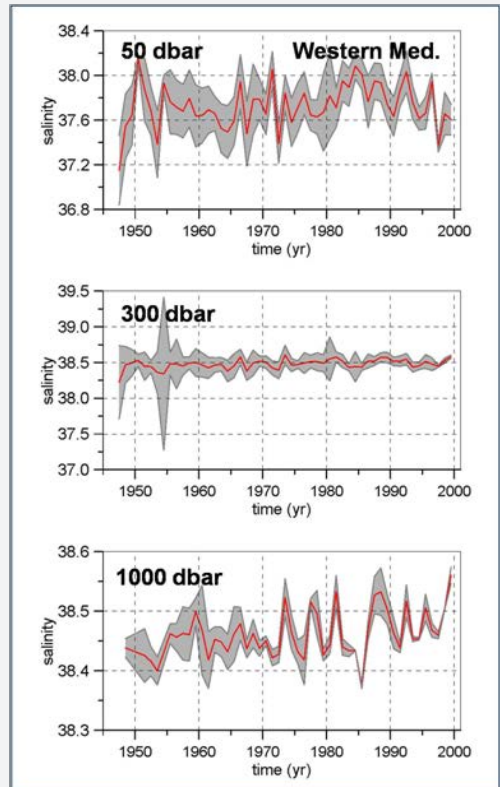 50 dbar Western Med.
38.4
38.0
37.6
37.2
36.8
salinity
1950 1960 1970 1980 1990 2000
time (yr)
300 dbar
39.5
39.0
38.5
38.0
37.5
37.0
salinity
1950 1960 1970 1980 1990 2000
time (yr)
1000 dbar
38.6
38.5
38.4
38.3
salinity
1950 1960 1970 1980 1990 2000
time (yr)